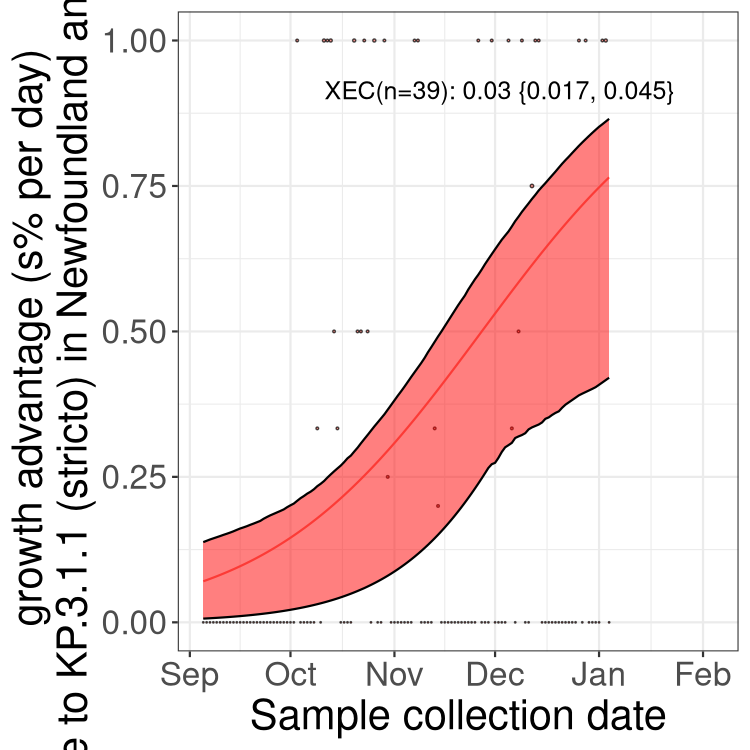 growth advantage (s% per day)
to KP.3.1.1 (stricto) in Newfoundland
1.00
0.75
0.50
0.25
0.00
XEC(n=39): 0.03 {0.017, 0.045}
Sep Oct Nov Dec Jan Feb
Sample collection date